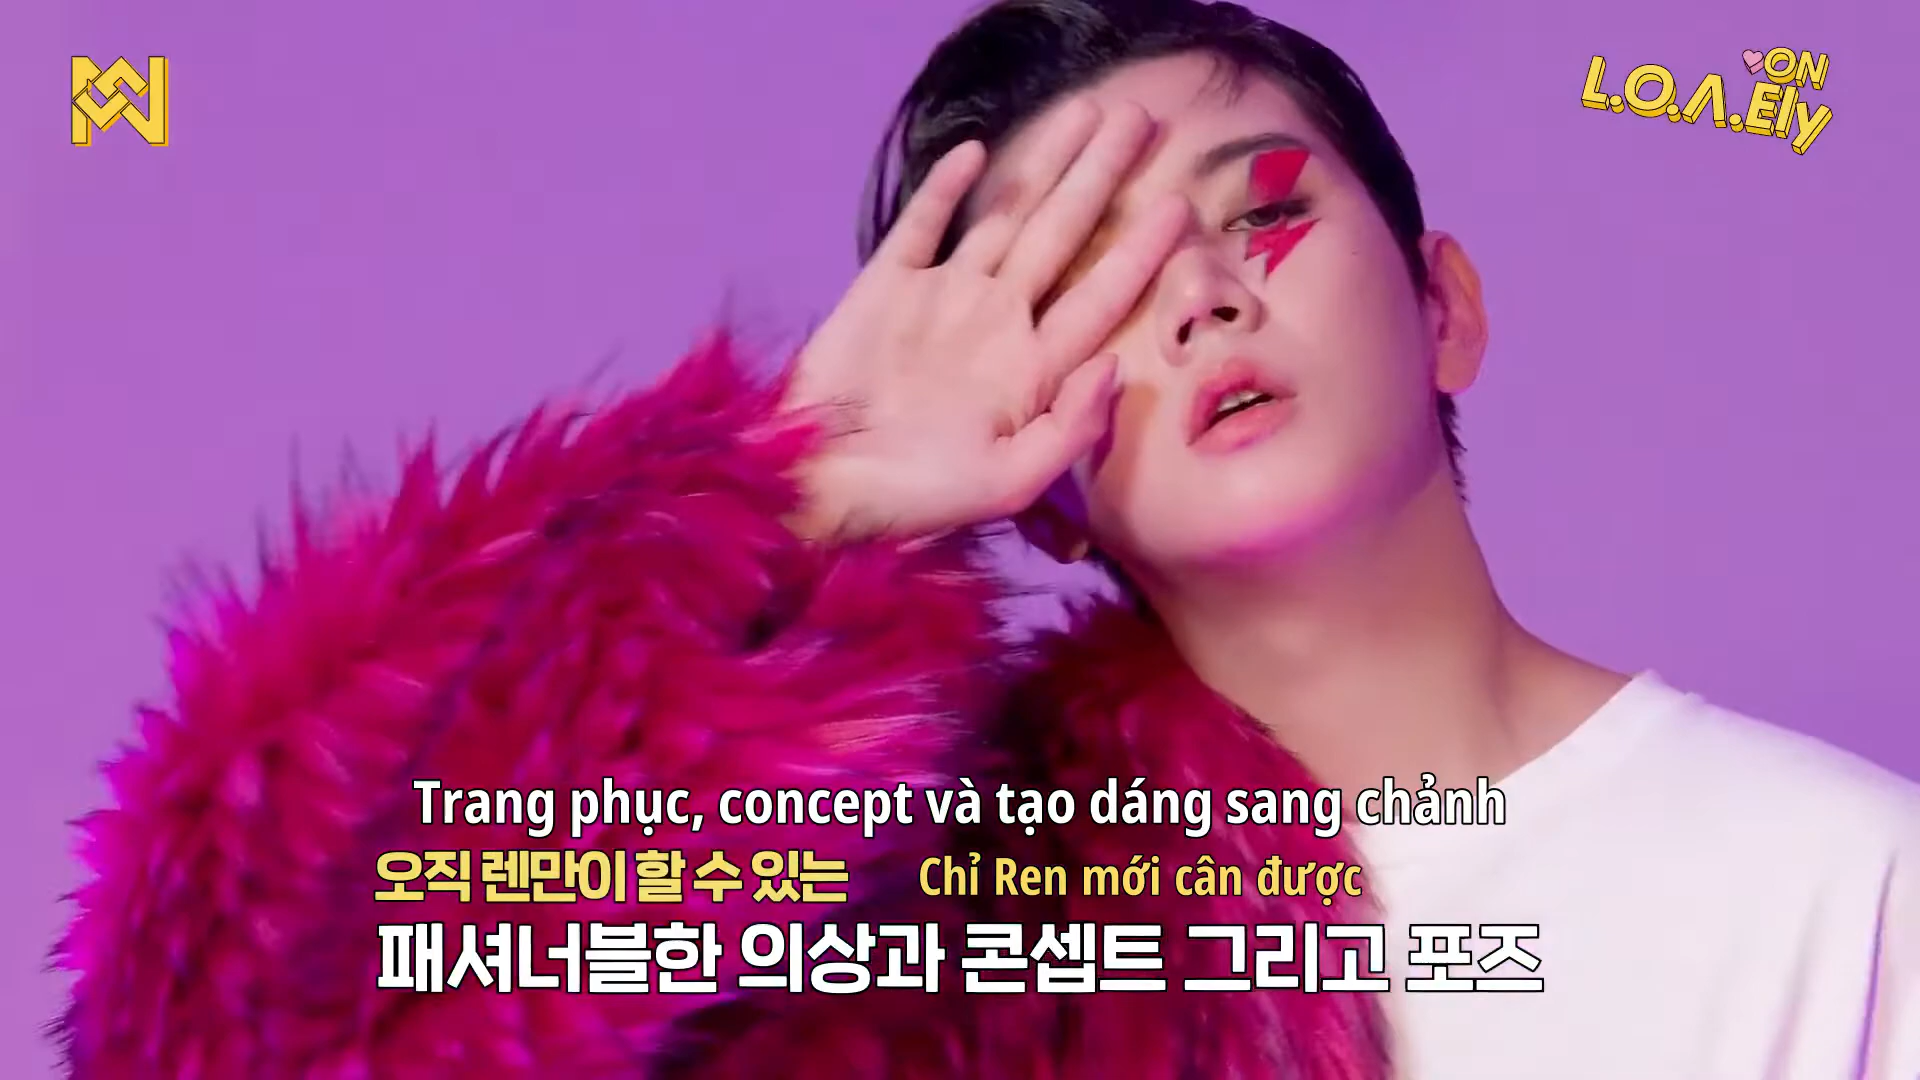 ON
L.O.Λ.Ely
Trang phục, concept và tạo dáng sang chảnh
오직 렌만이 할 수 있는 Chỉ Ren mới cân được
패셔너블한 의상과 콘셉트 그리고 포즈